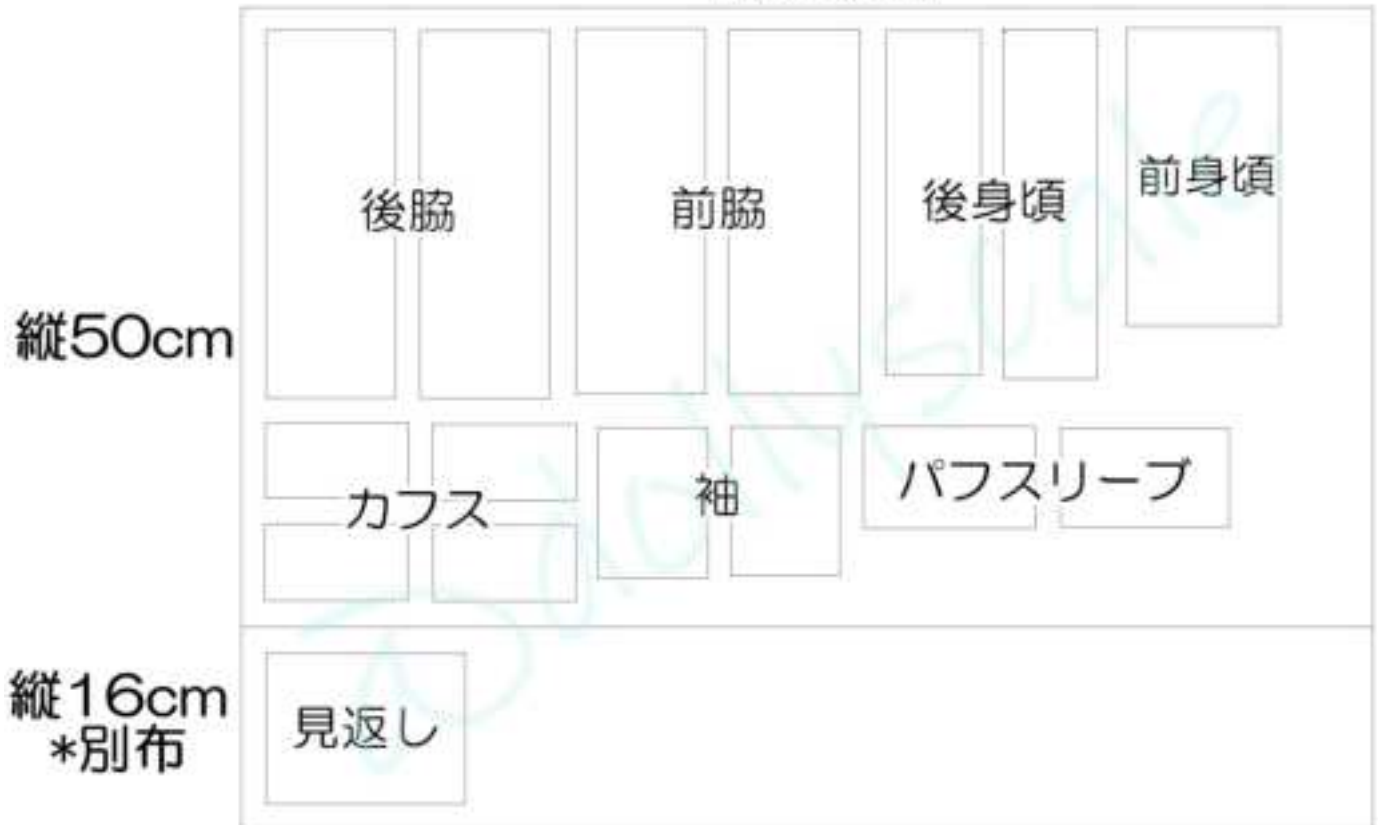 後脇
前脇
後身頃
前身頃
縦50cm
カフス
袖
パフスリーブ
縦16cm
*別布
見返し
Dollyscale